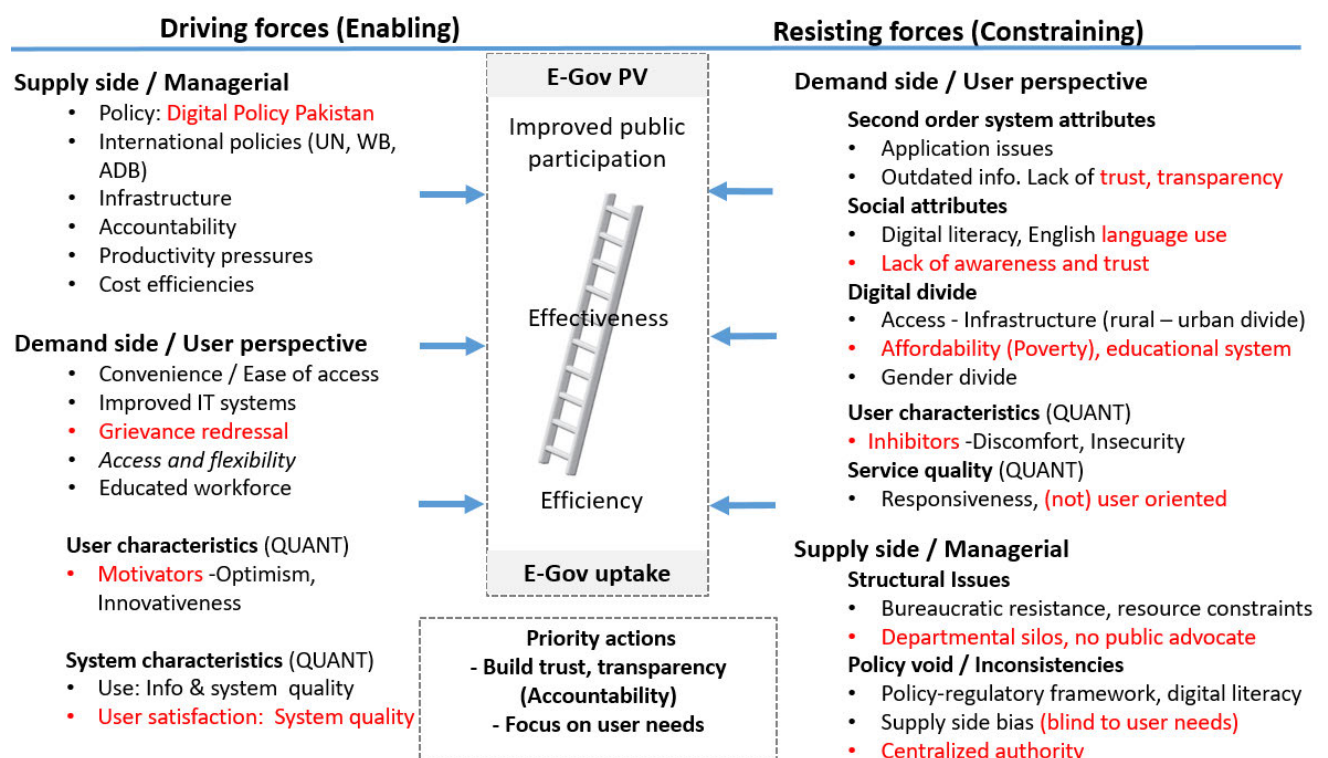 Driving forces (Enabling)
Supply side / Managerial
• Policy: Digital Policy Pakistan
• International policies (UN, WB,
ADB)
• Infrastructure
• Accountability
• Productivity pressures
• Cost efficiencies
Demand side / User perspective
• Convenience / Ease of access
• Improved IT systems
• Grievance redressal
• Access and flexibility
• Educated workforce
User characteristics (QUANT)
• Motivators -Optimism,
Innovativeness
System characteristics (QUANT)
• Use: Info & system quality
• User satisfaction: System quality
E-Gov PV
Improved public
participation
Effectiveness
Efficiency
E-Gov uptake
Priority actions
- Build trust, transparency
(Accountability)
- Focus on user needs
Resisting forces (Constraining)
Demand side / User perspective
Second order system attributes
• Application issues
• Outdated info. Lack of trust, transparency
Social attributes
• Digital literacy, English language use
• Lack of awareness and trust
Digital divide
• Access - Infrastructure (rural – urban divide)
• Affordability (Poverty), educational system
• Gender divide
User characteristics (QUANT)
• Inhibitors -Discomfort, Insecurity
Service quality (QUANT)
• Responsiveness, (not) user oriented
Supply side / Managerial
Structural Issues
• Bureaucratic resistance, resource constraints
• Departmental silos, no public advocate
Policy void / Inconsistencies
• Policy-regulatory framework, digital literacy
• Supply side bias (blind to user needs)
• Centralized authority